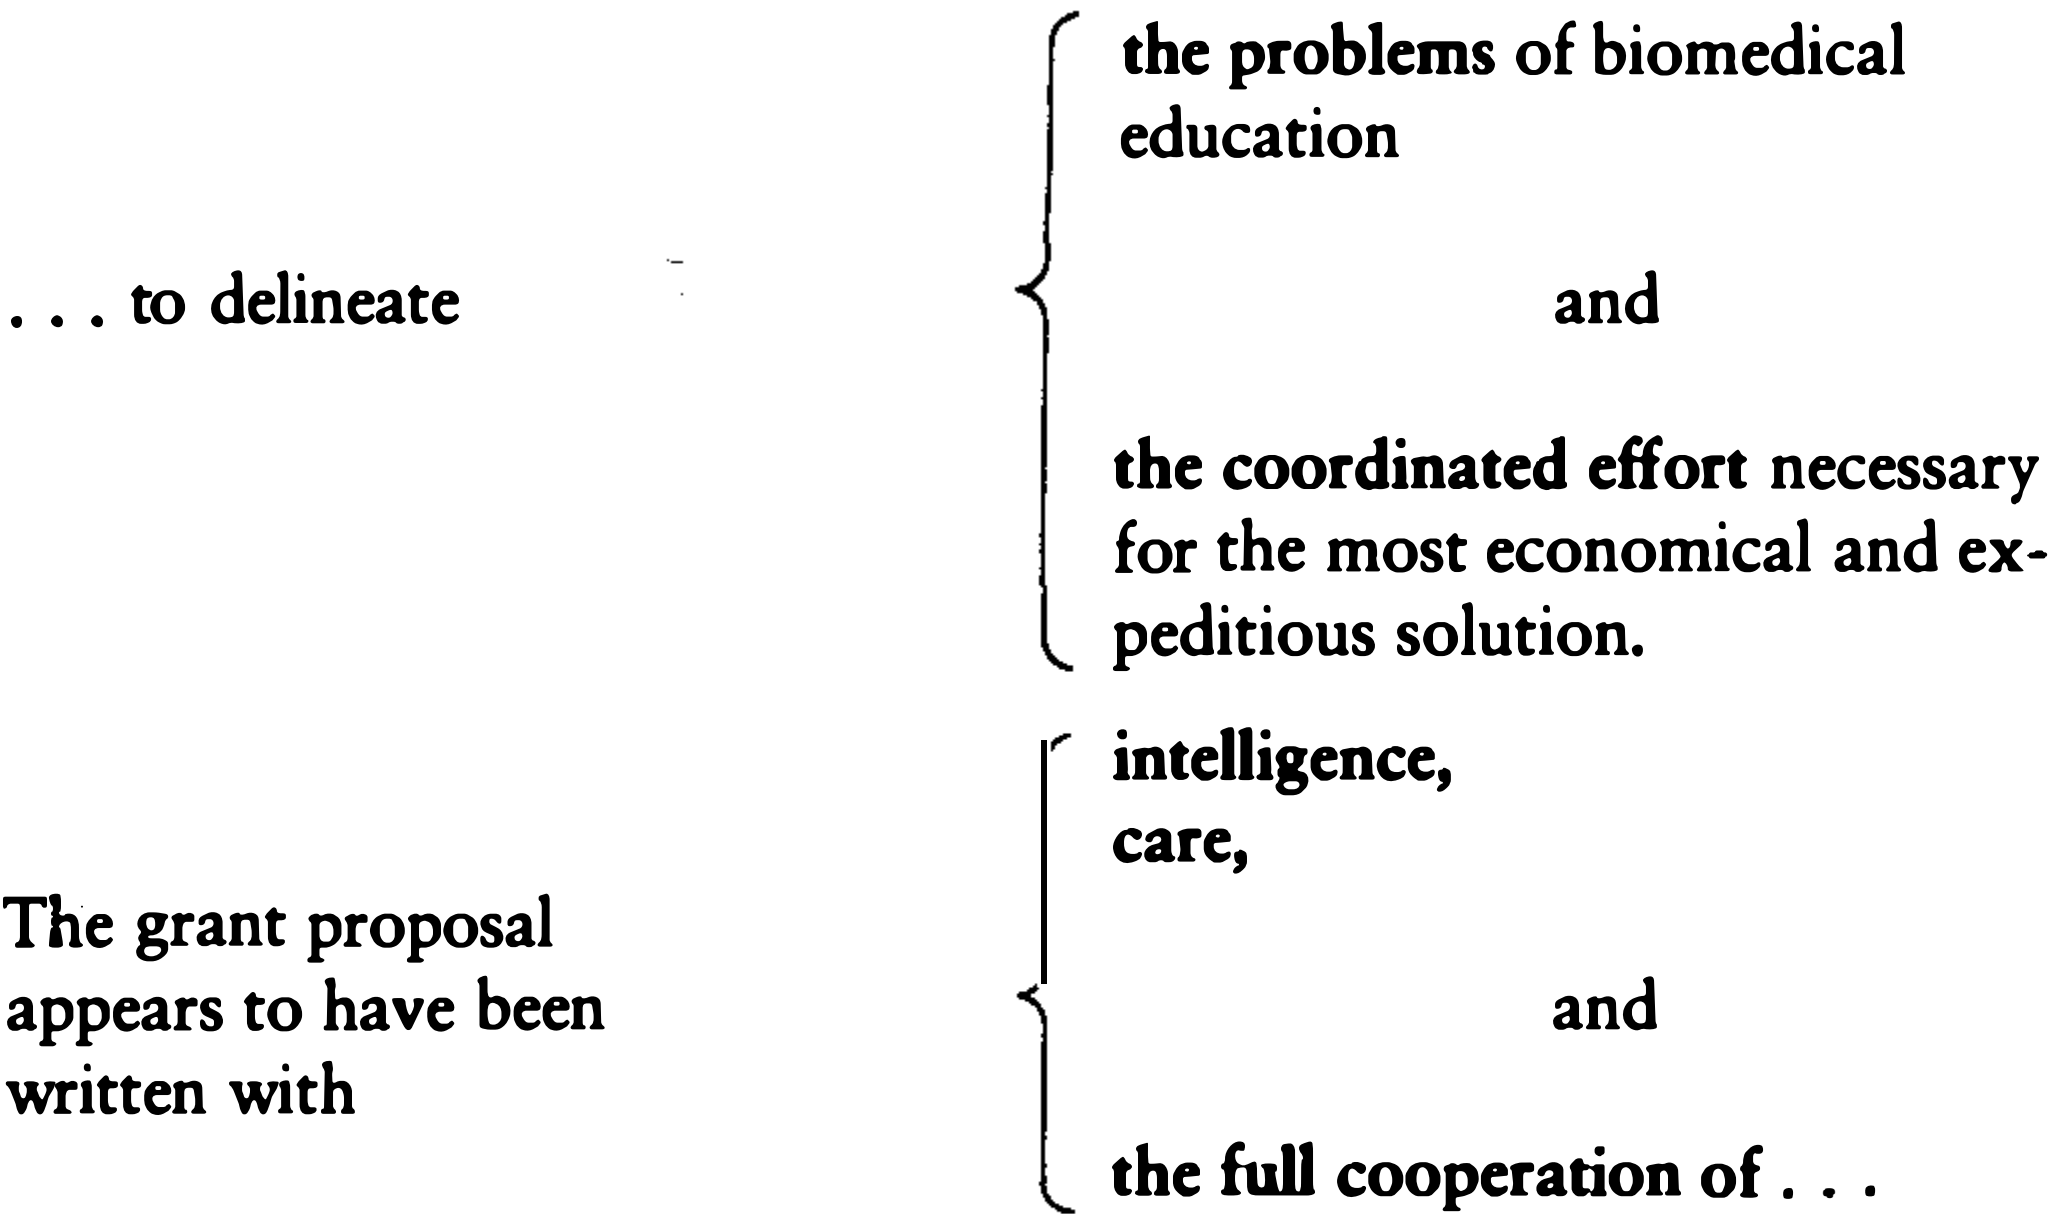 the problems of biomedical
education
. . . to delineate
and
the coordinated effort necessary
for the most economical and ex-
peditious solution.
intelligence,
care,
The grant proposal
appears to have been
written with
and
the full cooperation of . . .